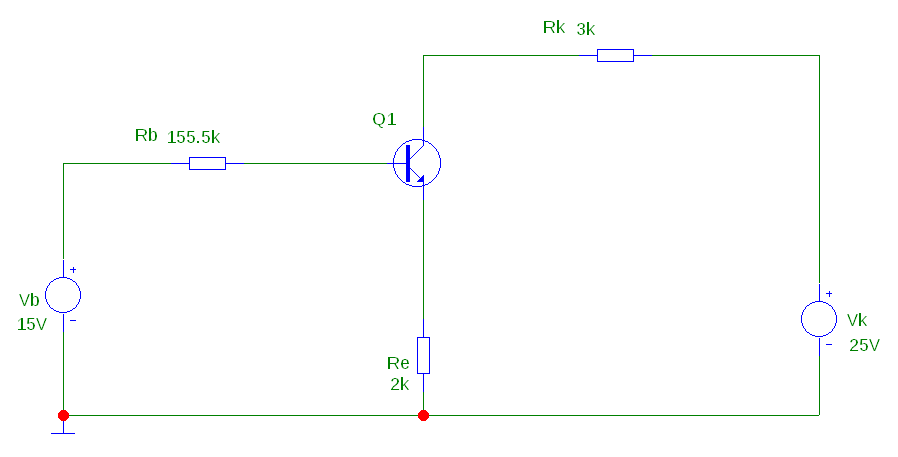 Rk 3k
Q1
Rb 155.5k
+
+
Vb
15V
-
Vk
25V
-
Re
2k